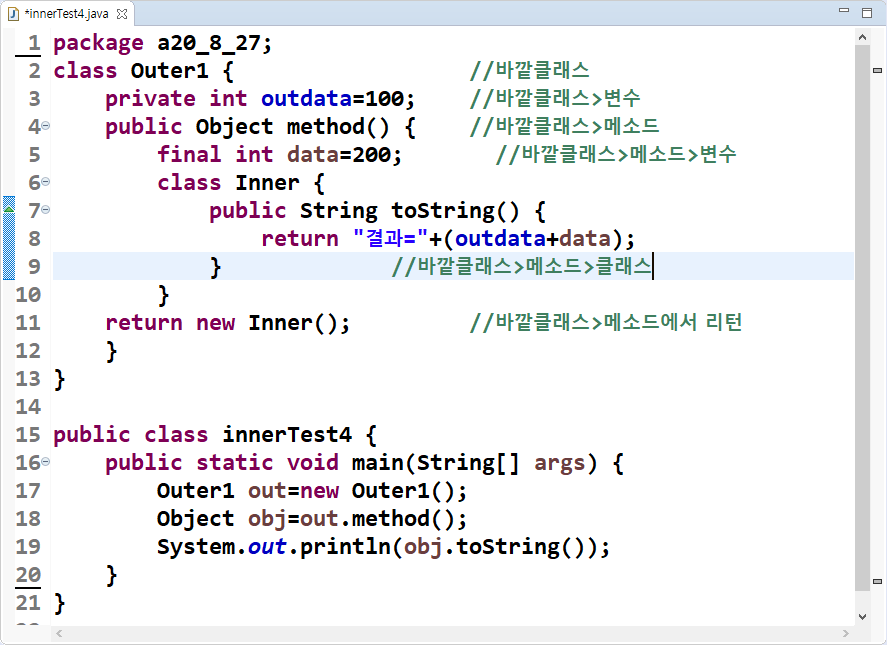 *innerTest4.java
1 package a20_8_27;
2 class Outer1 { //바깥클래스
3 private int outdata=100; //바깥클래스>변수
4 public Object method() { //바깥클래스>메소드
5 final int data=200; //바깥클래스>메소드>변수
6 class Inner {
7 public String toString() {
8 return "결과="+(outdata+data);
9 } //바깥클래스>메소드>클래스
10 }
11 return new Inner(); //바깥클래스>메소드에서 리턴
12 }
13 }
14
15 public class innerTest4 {
16 public static void main(String[] args) {
17 Outer1 out=new Outer1();
18 Object obj=out.method();
19 System.out.println(obj.toString());
20 }
21 }